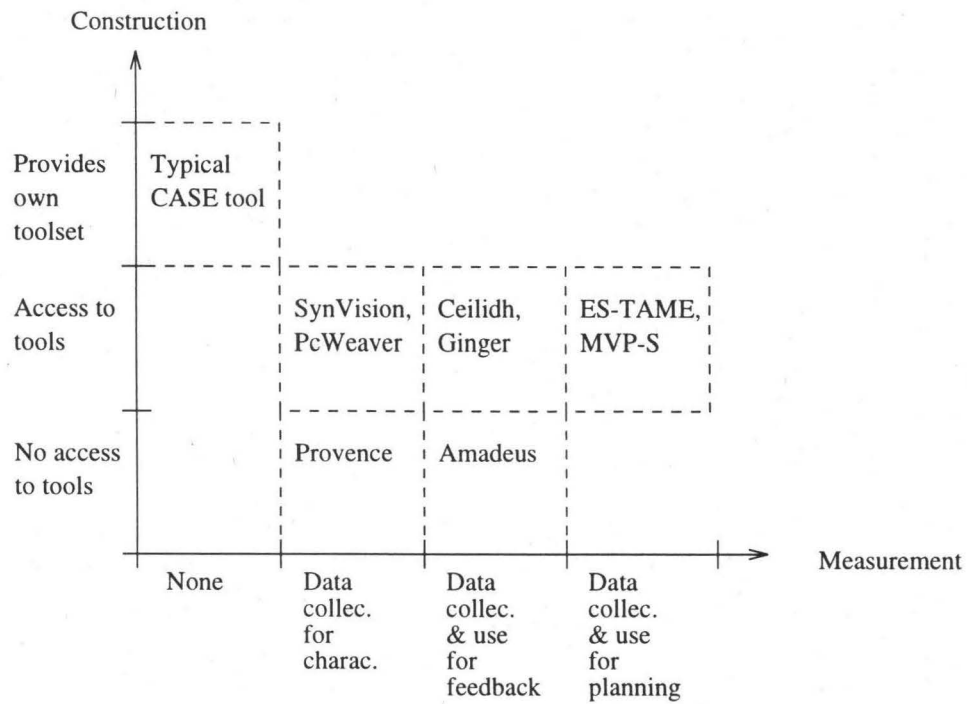 Construction
Provides
own
toolset
Typical
CASE tool
Access to
tools
SynVision,
PcWeaver
Ceilidh,
Ginger
ES-TAME,
MVP-S
No access
to tools
Provence
Amadeus
Measurement
None
Data
collec.
for
charac.
Data
collec.
& use
for
feedback
Data
collec.
& use
for
planning